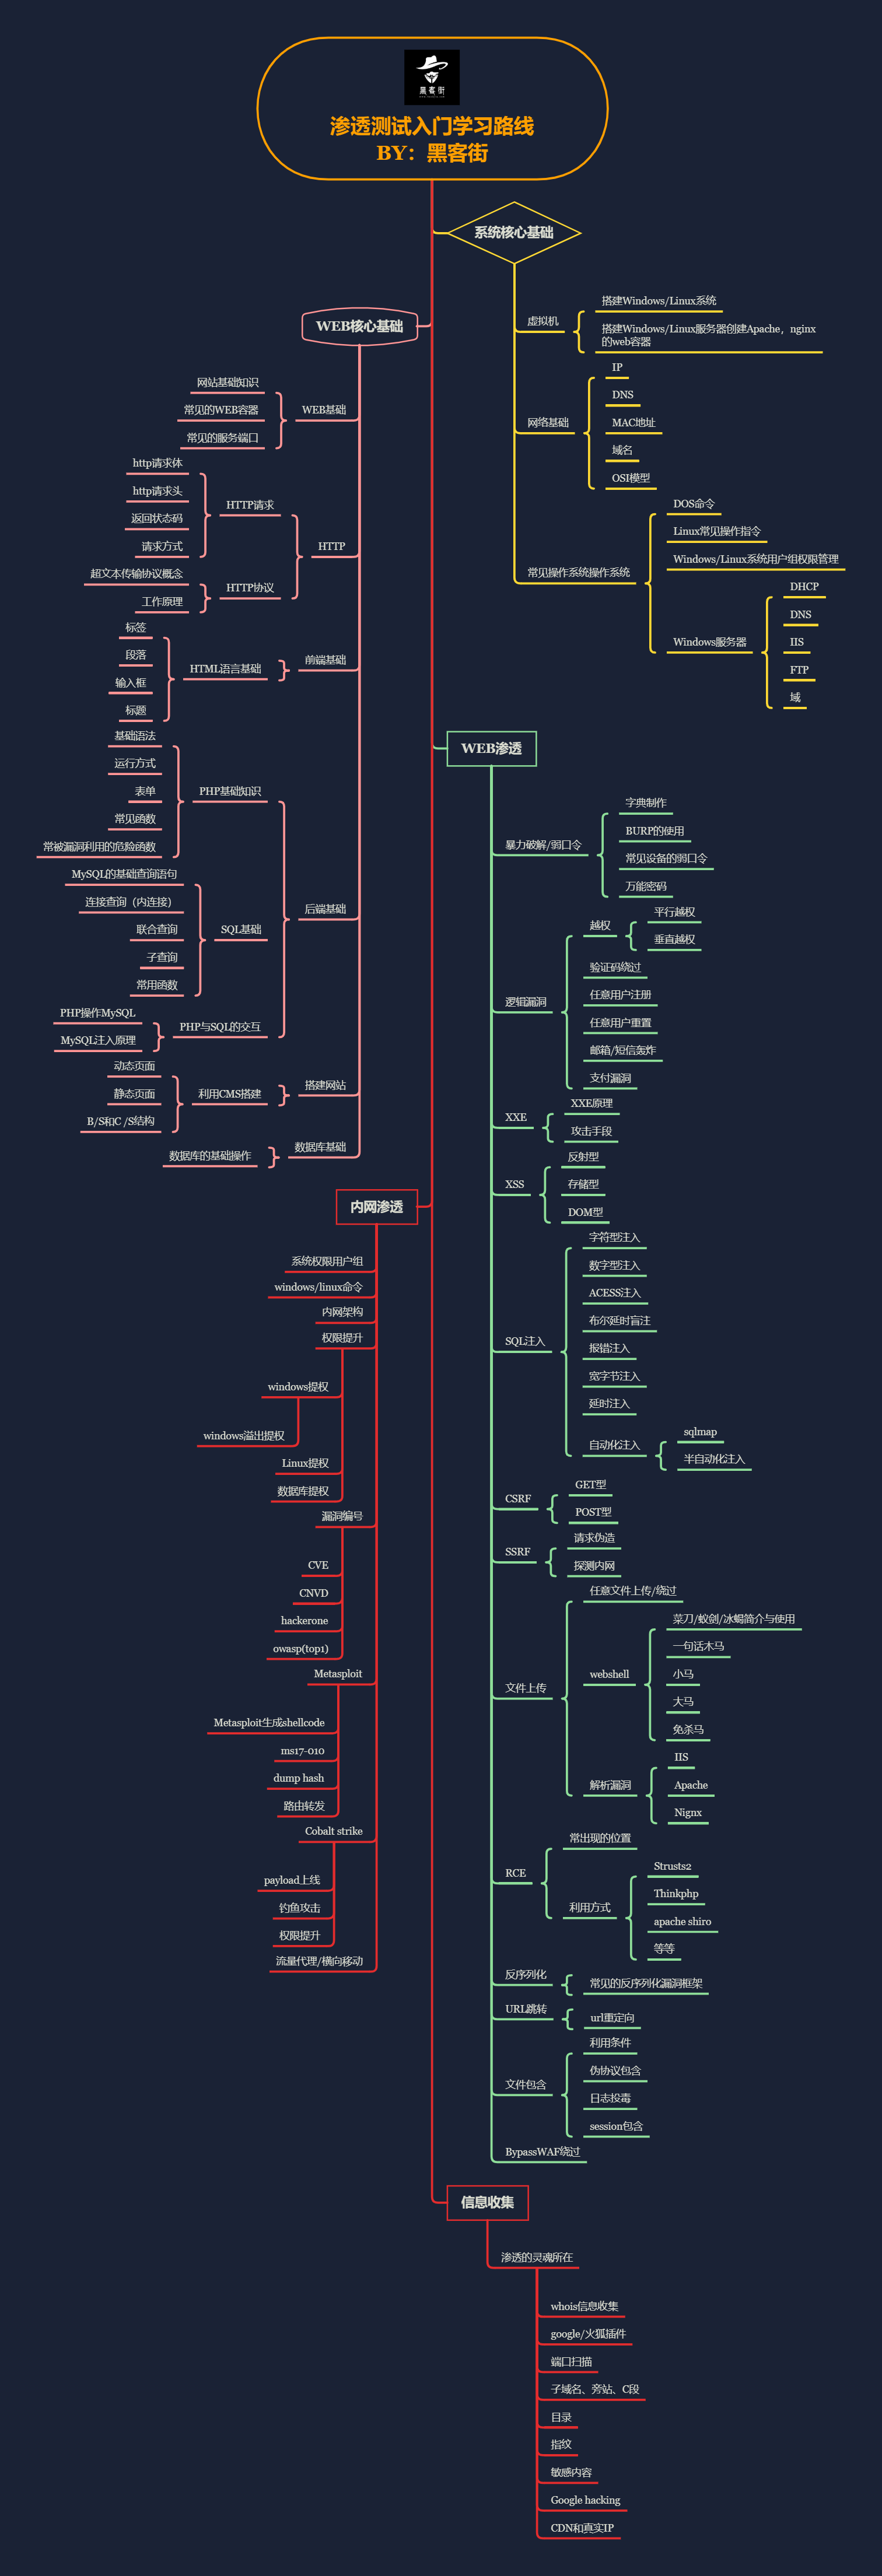 黑客街
渗透测试入门学习路线
BY：黑客街
系统核心基础
虚拟机
搭建Windows/Linux系统
搭建Windows/Linux服务器创建Apache，nginx
的web容器
网络基础
IP
DNS
MAC地址
域名
OSI模型
常见操作系统操作系统
DOS命令
Linux常见操作指令
Windows/Linux系统用户组权限管理
Windows服务器
DHCP
DNS
IIS
FTP
域
WEB核心基础
WEB基础
网站基础知识
常见的WEB容器
常见的服务端口
HTTP
HTTP请求
http请求体
http请求头
返回状态码
请求方式
HTTP协议
超文本传输协议概念
工作原理
前端基础
HTML语言基础
标签
段落
输入框
标题
后端基础
PHP基础知识
基础语法
运行方式
表单
常见函数
常被漏洞利用的危险函数
SQL基础
MySQL的基础查询语句
连接查询（内连接）
联合查询
子查询
常用函数
PHP与SQL的交互
PHP操作MySQL
MySQL注入原理
搭建网站
利用CMS搭建
动态页面
静态页面
B/S和C /S结构
数据库基础
数据库的基础操作
WEB渗透
暴力破解/弱口令
字典制作
BURP的使用
常见设备的弱口令
万能密码
逻辑漏洞
越权
平行越权
垂直越权
验证码绕过
任意用户注册
任意用户重置
邮箱/短信轰炸
支付漏洞
XXE
XXE原理
攻击手段
XSS
反射型
存储型
DOM型
SQL注入
字符型注入
数字型注入
ACESS注入
布尔延时盲注
报错注入
宽字节注入
延时注入
自动化注入
sqlmap
半自动化注入
CSRF
GET型
POST型
SSRF
请求伪造
探测内网
文件上传
任意文件上传/绕过
webshell
菜刀/蚁剑/冰蝎简介与使用
一句话木马
小马
大马
免杀马
解析漏洞
IIS
Apache
Nignx
RCE
常出现的位置
利用方式
Strusts2
Thinkphp
apache shiro
等等
反序列化
常见的反序列化漏洞框架
URL跳转
url重定向
文件包含
利用条件
伪协议包含
日志投毒
session包含
BypassWAF绕过
内网渗透
系统权限用户组
windows/linux命令
内网架构
权限提升
windows提权
windows溢出提权
Linux提权
数据库提权
漏洞编号
CVE
CNVD
hackerone
owasp(top1)
Metasploit
Metasploit生成shellcode
ms17-010
dump hash
路由转发
Cobalt strike
payload上线
钓鱼攻击
权限提升
流量代理/横向移动
信息收集
渗透的灵魂所在
whois信息收集
google/火狐插件
端口扫描
子域名、旁站、C段
目录
指纹
敏感内容
Google hacking
CDN和真实IP